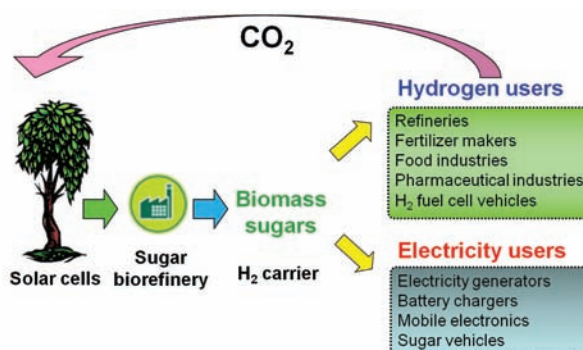 CO₂
Solar cells
Sugar
biorefinery
Biomass
sugars
H₂ carrier
Hydrogen users
Refineries
Fertilizer makers
Food industries
Pharmaceutical industries
H₂ fuel cell vehicles
Electricity users
Electricity generators
Battery chargers
Mobile electronics
Sugar vehicles